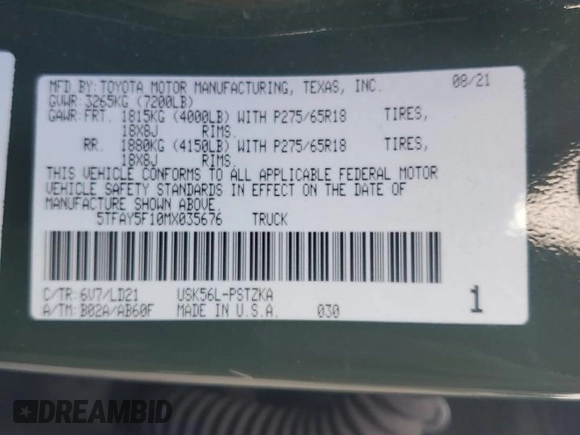 MFD BY: TOYOTA MOTOR MANUFACTURING, TEXAS, INC. 08/21
GVWR: 3265KG (7200LB)
GAWR: FRT. 1815KG (4000LB) WITH P275/65R18 TIRES,
18X8J RIMS.
RR. 1880KG (4150LB) WITH P275/65R18 TIRES,
18X8J RIMS.
THIS VEHICLE CONFORMS TO ALL APPLICABLE FEDERAL MOTOR
VEHICLE SAFETY STANDARDS IN EFFECT ON THE DATE OF
MANUFACTURE SHOWN ABOVE.
5TFAY5F10MX035676 TRUCK
C/TR: 6V7/LD21 USK56L-PSTZKA
A/TM: B02A/AB60F MADE IN U.S.A. 030 1
DREAMBID